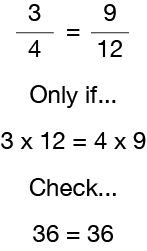 3/4 = 9/12
Only if...
3 x 12 = 4 x 9
Check...
36 = 36